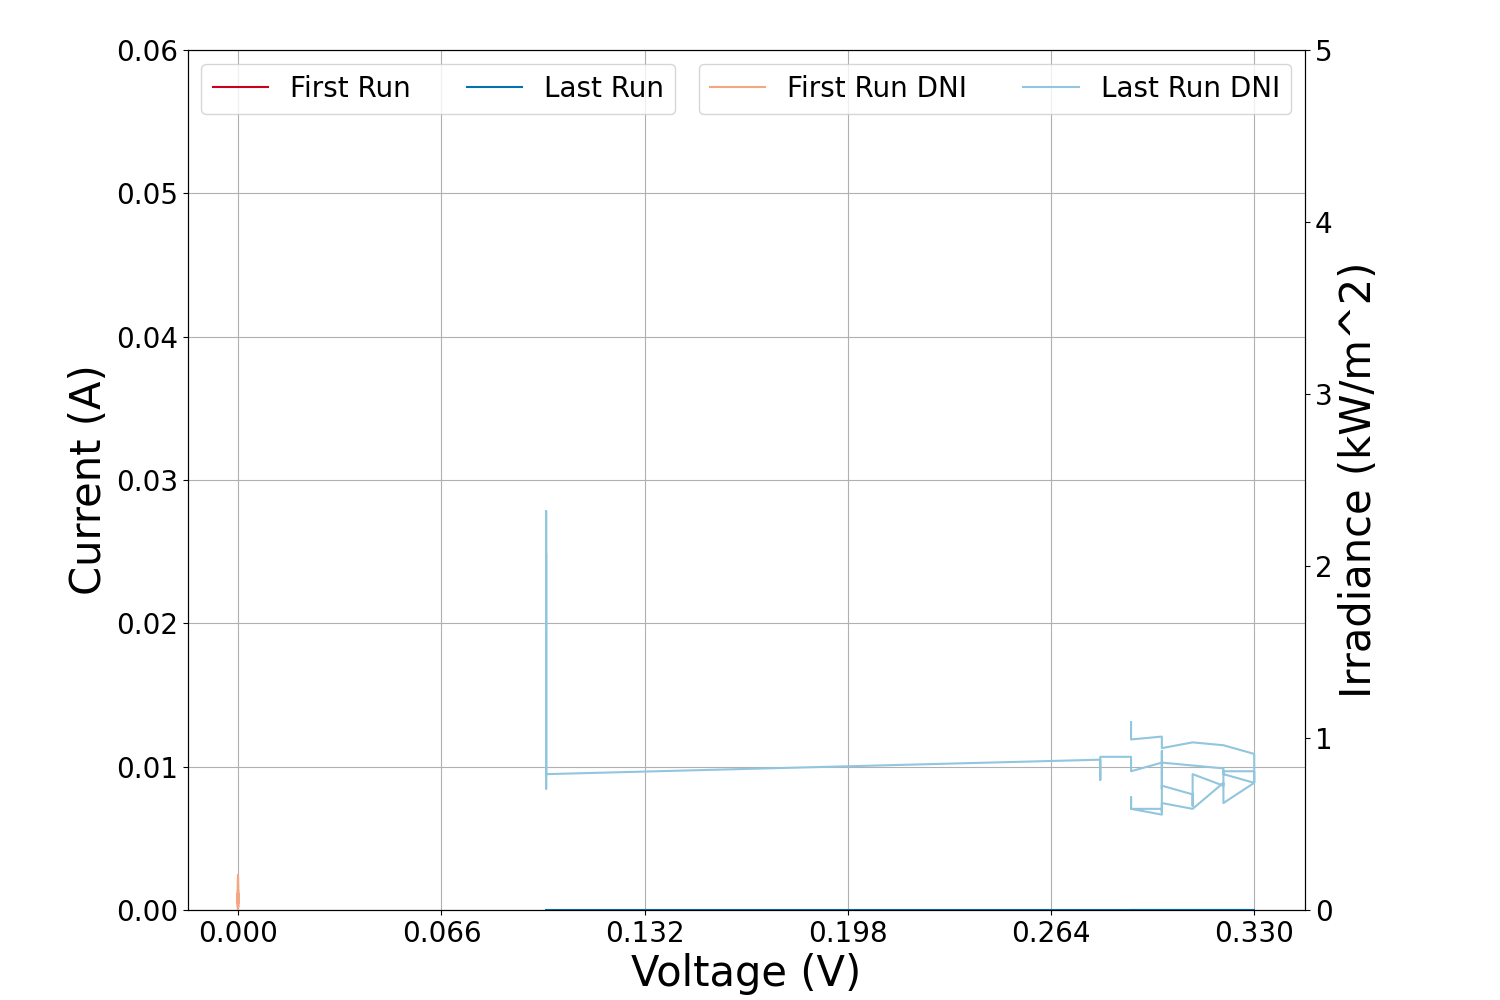 First Run Last Run First Run DNI Last Run DNI
0.06
0.05
0.04
0.03
0.02
0.01
0.00
Current (A)
5
4
3
2
1
0
Irradiance (kW/m^2)
0.000 0.066 0.132 0.198 0.264 0.330
Voltage (V)